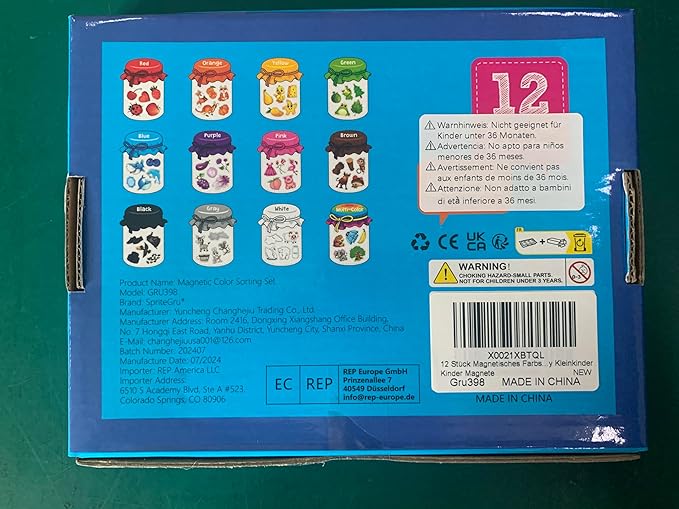 Red
Orange
Yellow
Green
12
Blue
Purple
Pink
Brown
Warnhinweis: Nicht geeignet für
Kinder unter 36 Monaten.
Advertencia: No apto para niños
menores de 36 meses.
Avertissement: Ne convient pas
aux enfants de moins de 36 mois.
Attenzione: Non adatto a bambini
di età inferiore a 36 mesi.
Black
Gray
White
Multi-Color
CE
UK
CA
FR
Product Name: Magnetic Color Sorting Set
Model: GRU398
Brand: SpriteGru®
Manufacturer: Yuncheng Changhejiu Trading Co., Ltd.
Manufacturer Address: Room 2416, Dongxing Xiangshang Office Building,
No. 7 Hongqi East Road, Yanhu District, Yuncheng City, Shanxi Province, China
E-mail: changhejiuusa001@126.com
Batch Number: 202407
Manufacture Date: 07/2024
Importer: REP America LLC
Importer Address:
6510 S Academy Blvd, Ste A #523,
Colorado Springs, CO 80906
EC REP
REP Europe GmbH
Prinzenallee 7
40549 Düsseldorf
info@rep-europe.de
WARNING!
CHOKING HAZARD-SMALL PARTS.
NOT FOR CHILDREN UNDER 3 YEARS.
0-3
X0021XBTQL
12 Stück Magnetisches Farbs... y Kleinkinder
Kinder Magnete
NEW
Gru398 MADE IN CHINA
MADE IN CHINA